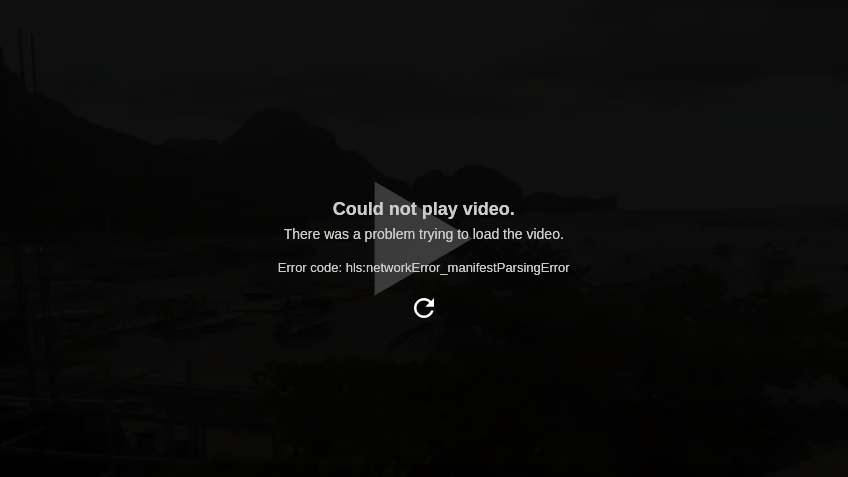 Could not play video.
There was a problem trying to load the video.
Error code: hls:networkError_manifestParsingError